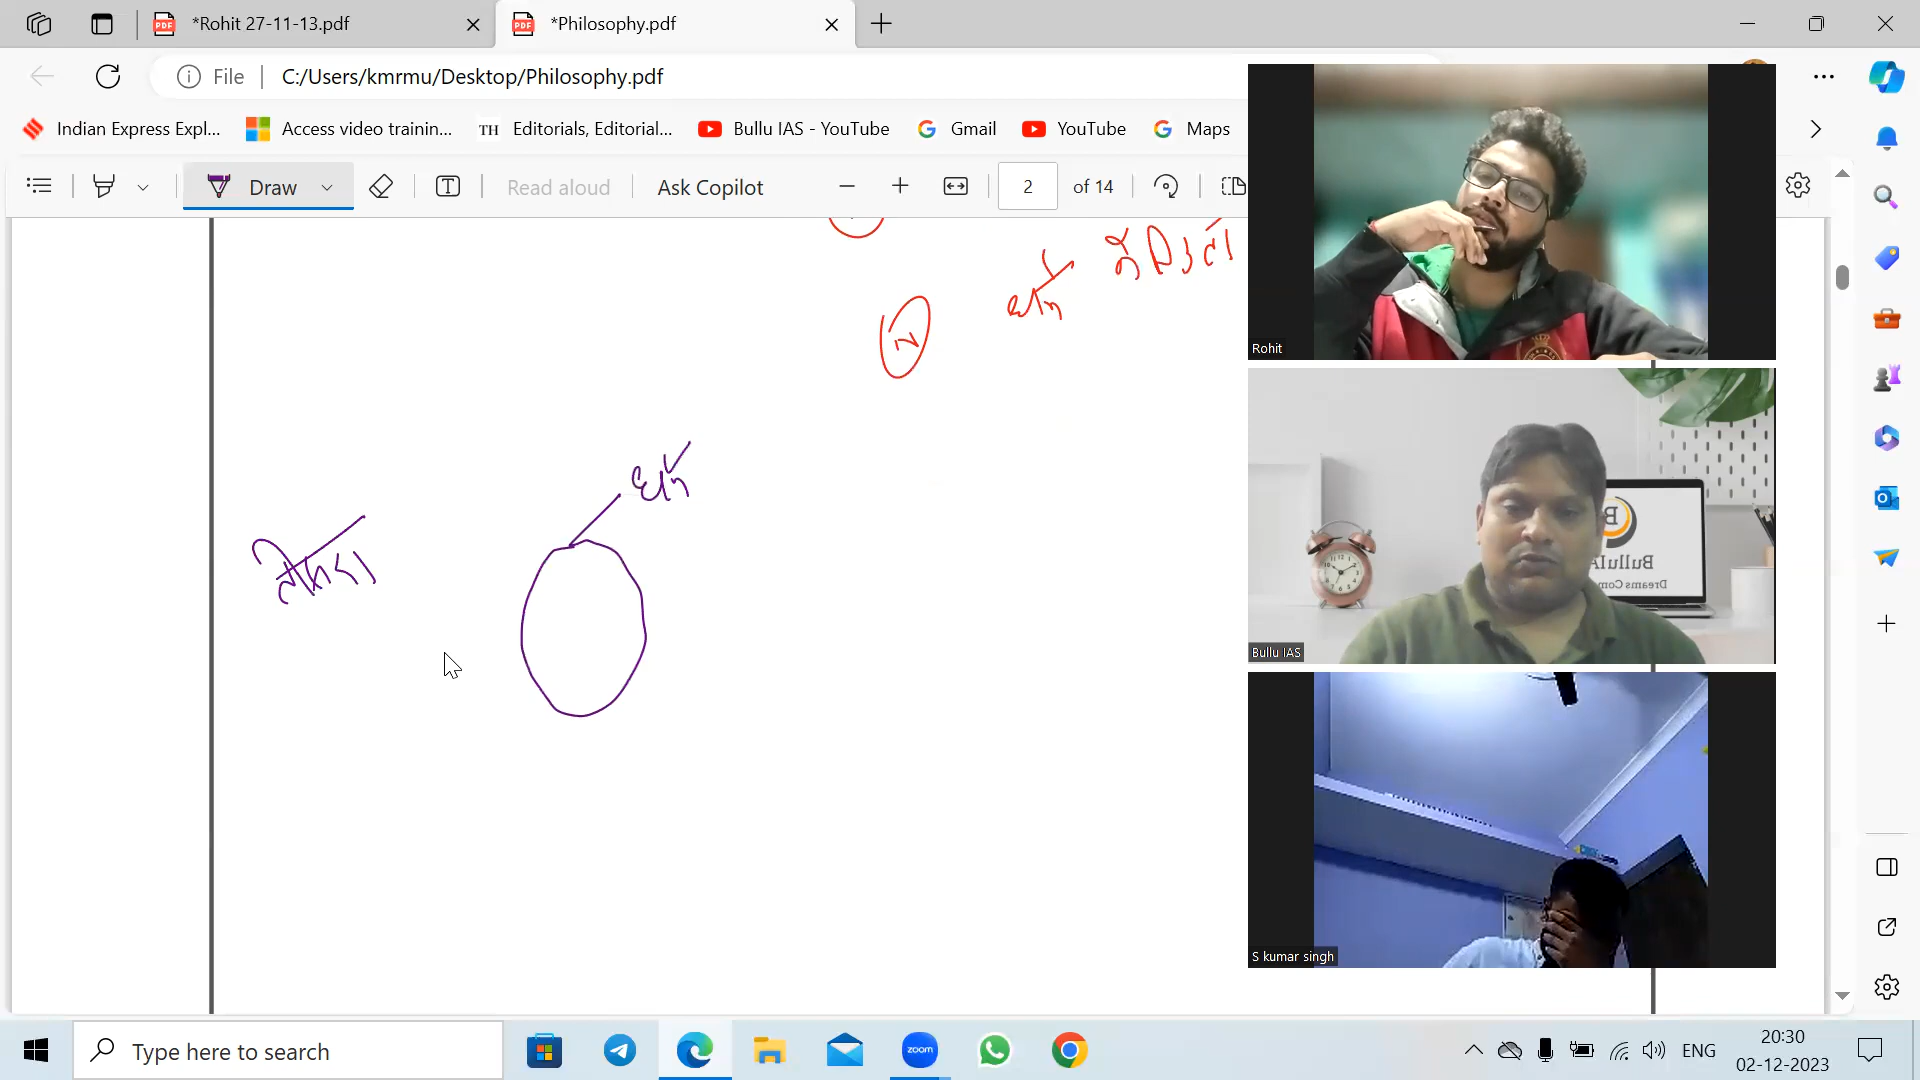 *Rohit 27-11-13.pdf
*Philosophy.pdf
File
C:/Users/kmrmu/Desktop/Philosophy.pdf
Indian Express Expl...
Access video trainin...
TH Editorials, Editorial...
Bullu IAS - YouTube
Gmail
YouTube
Maps
Draw
Read aloud
Ask Copilot
2 of 14
Rohit
Bullu IAS
S kumar singh
Type here to search
zoom
ENG
20:30
02-12-2023